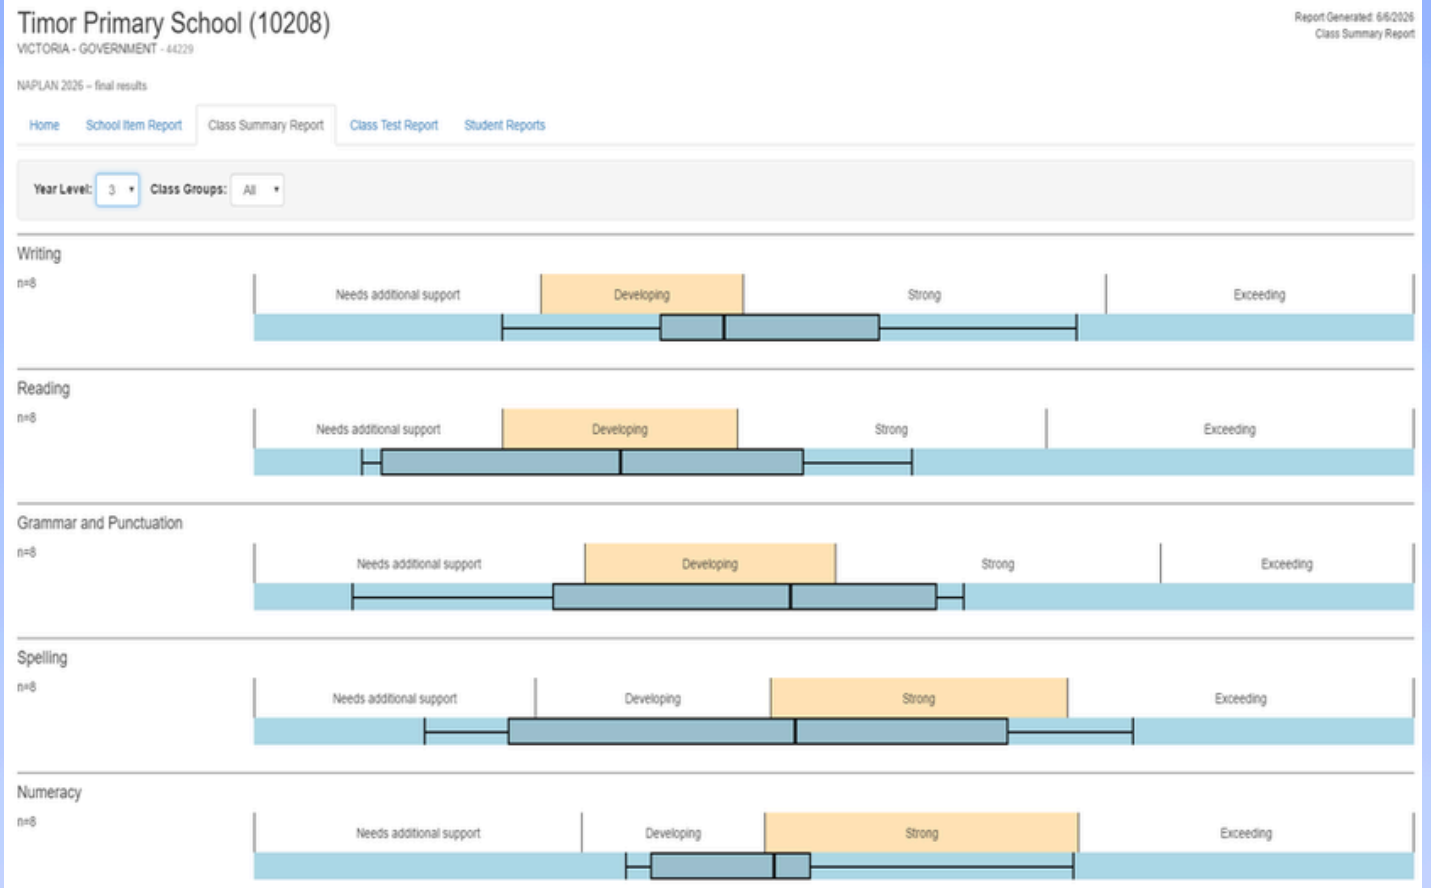 Timor Primary School (10208)
Report Generated: 6/6/2026
VICTORIA - GOVERNMENT - 44229
Class Summary Report
NAPLAN 2026 – final results
Home School Item Report Class Summary Report Class Test Report Student Reports
Year Level: 3 Class Groups: All
Writing
n=8
Needs additional support Developing Strong Exceeding
Reading
n=8
Needs additional support Developing Strong Exceeding
Grammar and Punctuation
n=8
Needs additional support Developing Strong Exceeding
Spelling
n=8
Needs additional support Developing Strong Exceeding
Numeracy
n=8
Needs additional support Developing Strong Exceeding